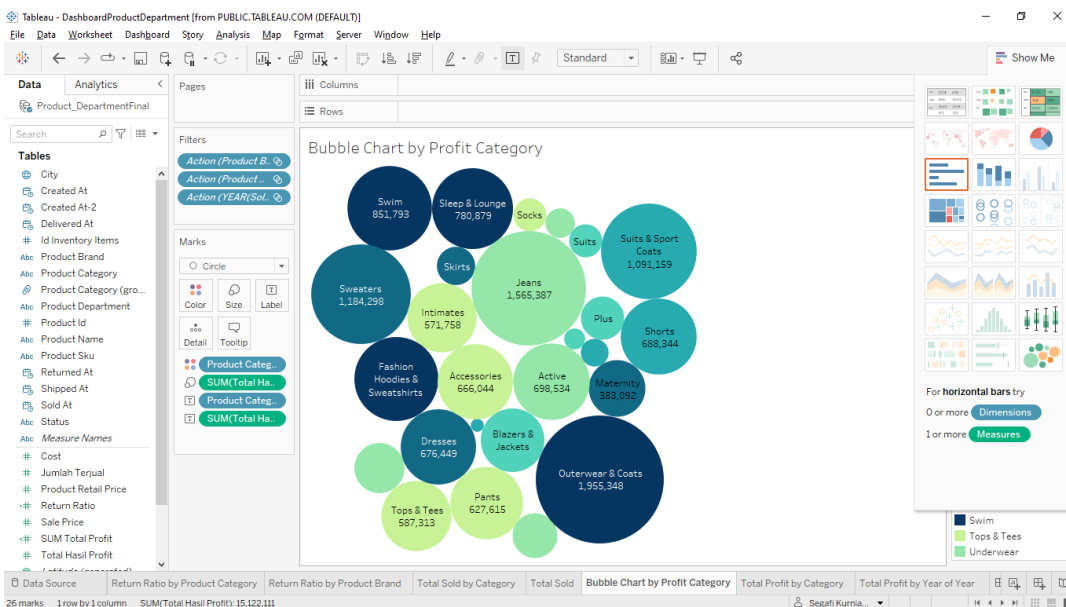 Tableau - DashboardProductDepartment [from PUBLIC.TABLEAU.COM (DEFAULT)]
File Data Worksheet Dashboard Story Analysis Map Format Server Window Help
Standard
Show Me
Data Analytics
Product_DepartmentFinal
Search
Tables
City
Created At
Created At-2
Delivered At
Id Inventory Items
Abc Product Brand
Abc Product Category
Product Category (gro...
Abc Product Department
Product Id
Abc Product Name
Abc Product Sku
Returned At
Shipped At
Sold At
Abc Status
Abc Measure Names
Cost
Jumlah Terjual
Product Retail Price
Return Ratio
Sale Price
SUM Total Profit
Total Hasil Profit
Pages
Filters
Action (Product B..
Action (Product ..
Action (YEAR(Sol..
Marks
Circle
Color Size Label
Detail Tooltip
Product Categ..
SUM(Total Ha..
Product Categ..
SUM(Total Ha..
Columns
Rows
Bubble Chart by Profit Category
Swim
851,793
Sleep & Lounge
780,879
Socks
Suits
Suits & Sport
Coats
1,091,159
Skirts
Sweaters
1,184,298
Jeans
1,565,387
Intimates
571,758
Plus
Shorts
688,344
Fashion
Hoodies &
Sweatshirts
Accessories
666,044
Active
698,534
Maternity
383,092
Dresses
676,449
Blazers &
Jackets
Outerwear & Coats
1,955,348
Pants
627,615
Tops & Tees
587,313
For horizontal bars try
0 or more Dimensions
1 or more Measures
Swim
Tops & Tees
Underwear
Data Source Return Ratio by Product Category Return Ratio by Product Brand Total Sold by Category Total Sold Bubble Chart by Profit Category Total Profit by Category Total Profit by Year of Year
26 marks 1 row by 1 column SUM(Total Hasil Profit): 15,122,111 Segafi Kurnia...